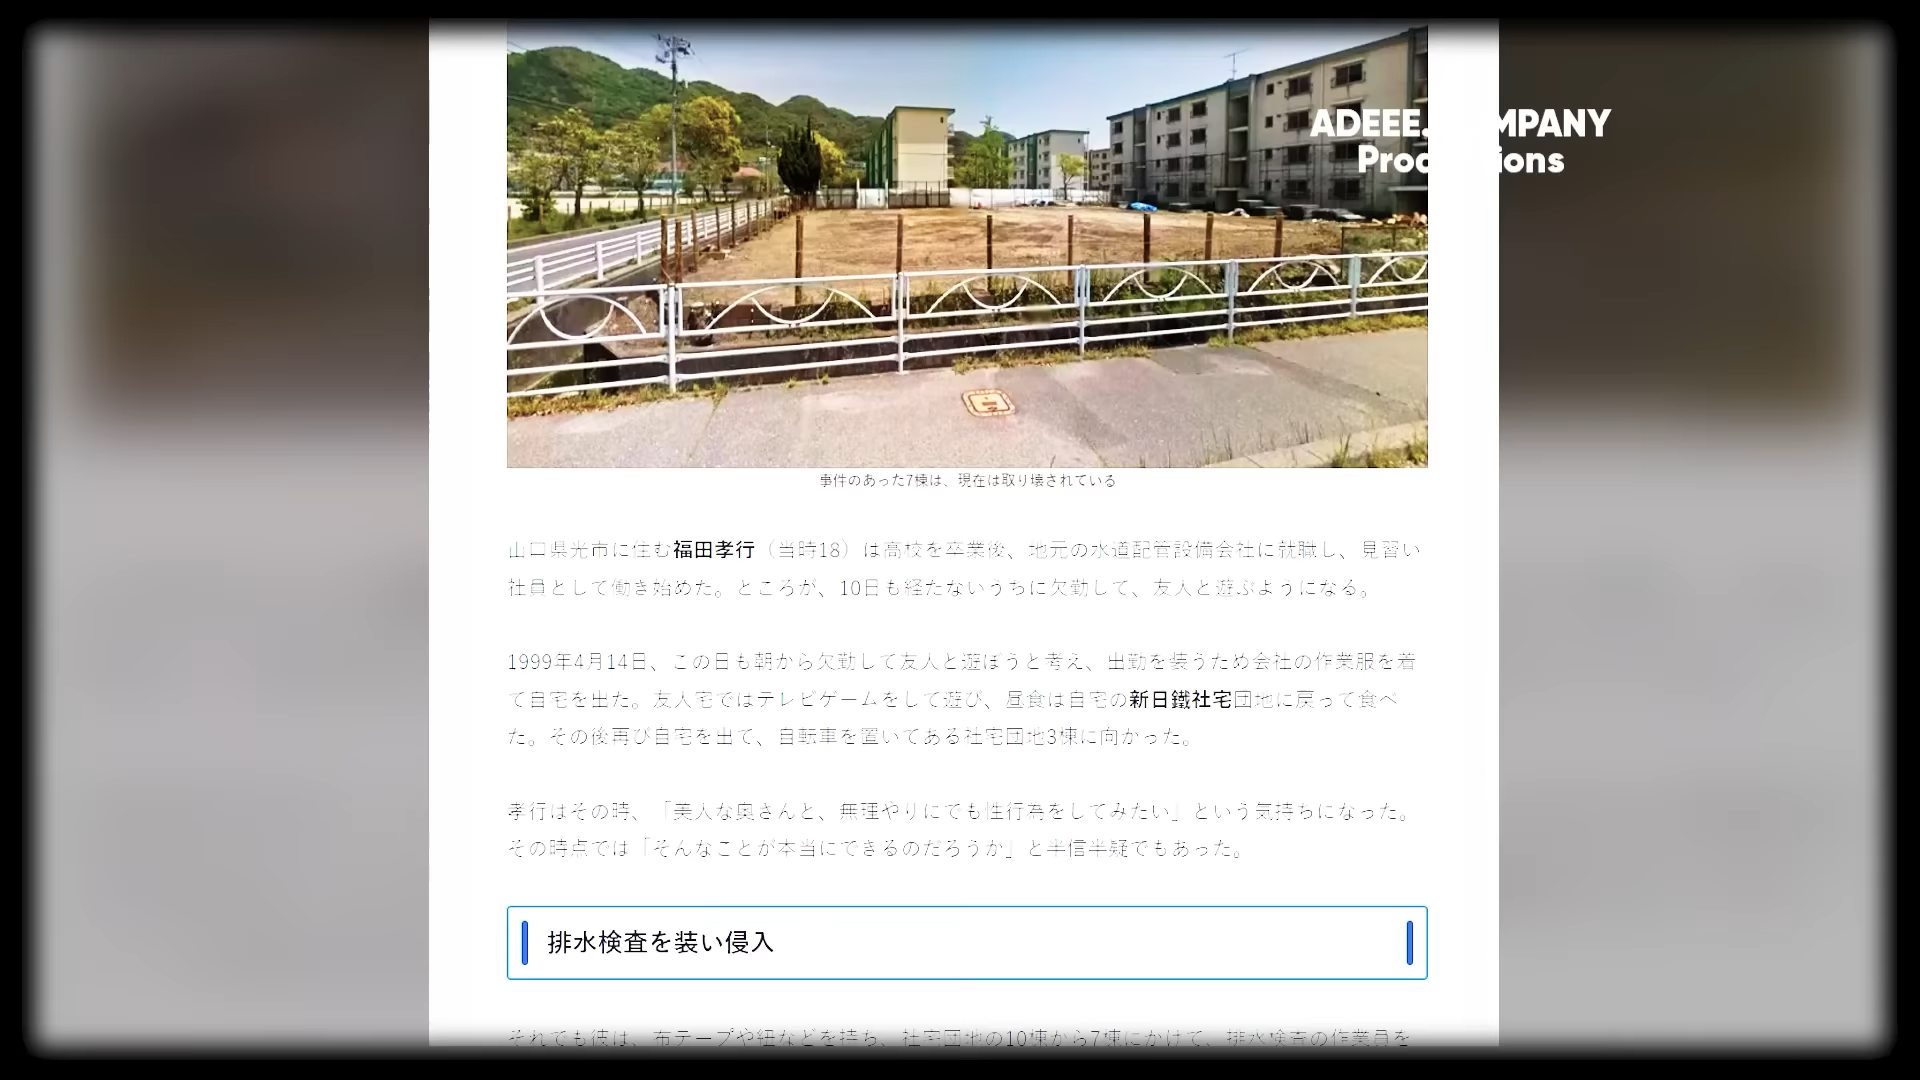 ADEEE. MPANY
Pro ions
事件のあった7棟は、現在は取り壊されている
山口県光市に住む福田孝行（当時18）は高校を卒業後、地元の水道配管設備会社に就職し、見習い
社員として働き始めた。ところが、10日も経たないうちに欠勤して、友人と遊ぶようになる。
1999年4月14日、この日も朝から欠勤して友人と遊ぼうと考え、出勤を装うため会社の作業服を着
て自宅を出た。友人宅ではテレビゲームをして遊び、昼食は自宅の新日鐵社宅団地に戻って食べ
た。その後再び自宅を出て、自転車を置いてある社宅団地3棟に向かった。
孝行はその時、「美人な奥さんと、無理やりにでも性行為をしてみたい」という気持ちになった。
その時点では「そんなことが本当にできるのだろうか」と半信半疑でもあった。
排水検査を装い侵入
それでも彼は、布テープや紐などを持ち、社宅団地の10棟から7棟にかけて、排水検査の作業員を